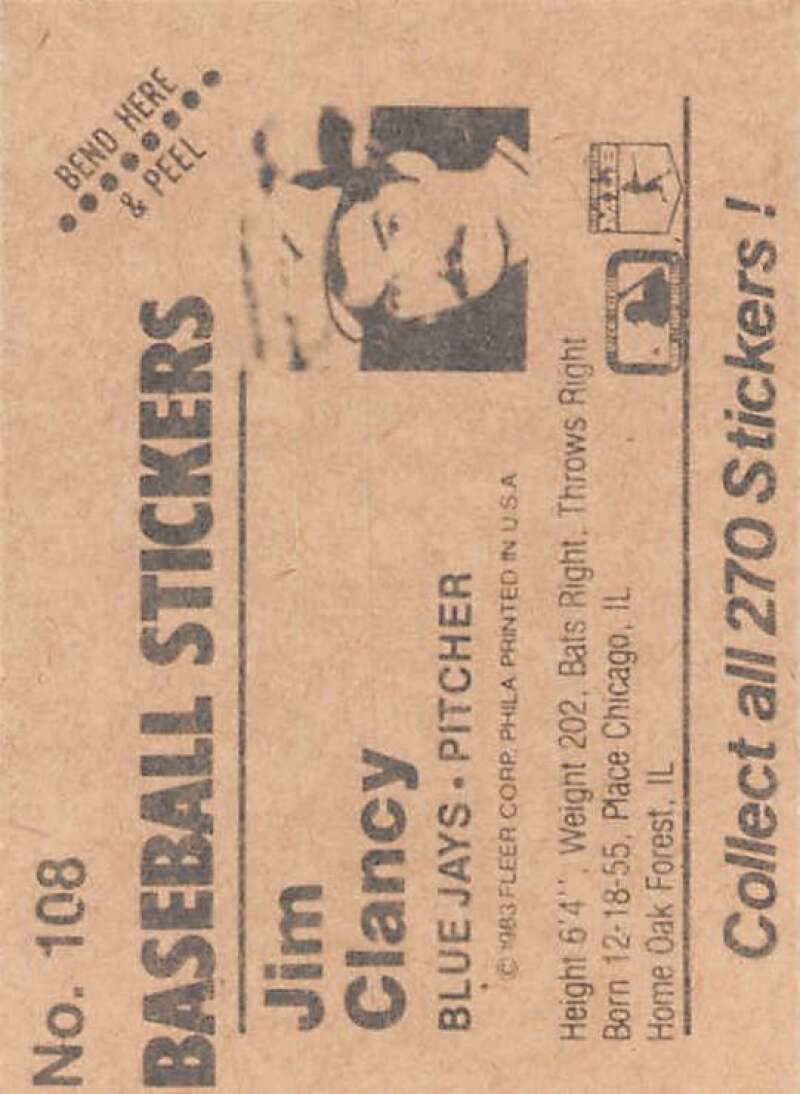 No. 108
BEND HERE
& PEEL
BASEBALL STICKERS
Jim
Clancy
BLUE JAYS • PITCHER
© 1983 FLEER CORP. PHILA PRINTED IN U.S.A
Height 6'4'', Weight 202, Bats Right, Throws Right
Born 12-18-55, Place Chicago, IL
Home Oak Forest, IL
Collect all 270 Stickers!